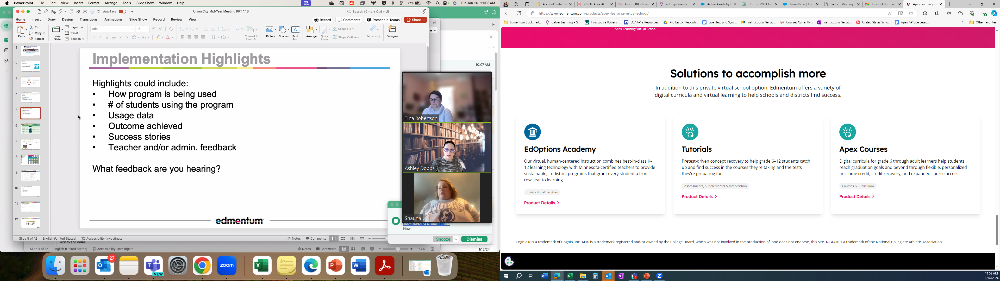 PowerPoint File Edit View Insert Format Arrange Tools Slide Show Window Help
77% Tue Jan 16 11:53 AM
AutoSave
Union City Mid-Year Meeting PPT 1.16
Search (Cmd + Ctrl + U)
Home Insert Draw Design Transitions Animations Slide Show Record Review View
Record Comments Present in Teams Share
Paste Cut Copy Format
New Slide Layout Reset Section
Arial 18
Convert to SmartArt
Picture Shapes Text Box Arrange Quick Styles Shape Fill Shape Outline Sensitivity Designer
1
2
3
4
5
6
7
8
9
10
11
12
edmentum
team
Implementation Highlights
Highlights could include:
• How program is being used
• # of students using the program
• Usage data
• Outcome achieved
• Success stories
• Teacher and/or admin. feedback
What feedback are you hearing?
edmentum
10:07 AM
Tina Robertson
Ashley Dobbs
Shauna
Now
Snooze Dismiss
Slide 5 of 12 English (United States) Accessibility: Investigate Notes Comments
Click to add notes
Slide 3 of 12 English (United States) Accessibility: Investigate Notes Comments 164%
1/12/24
27
NEW
zoom
Account Stateme
23-OK Apex ACT
Inbox (18) - tinar
edm.geniussis.co
Active Assets by
Horizon 2023 July
Jenna Parks | Con
Launch Meeting
Inbox (17) - tinar
Apex Learning Vi
https://www.edmentum.com/products/apex-learning-virtual-school/
Edmentum Bookmarks
Calver Learning - G...
Tina Louise Roberts...
EOA 6-12 Resources
K-5 Lesson Recordi...
Live Help and Sync...
Instructional Servic...
Courses Currently...
Instructional Servic...
United States Scho...
Apex AP Live Lesso...
Other favorites
Apex Learning Virtual School
Solutions to accomplish more
In addition to this private virtual school option, Edmentum offers a variety of
digital curricula and virtual learning to help schools and districts find success.
EdOptions Academy
Our virtual, human-centered instruction combines best-in-class K–
12 learning technology with Minnesota-certified teachers to provide
sustainable, in-district programs that grant every student a front-
row seat to learning.
Instructional Services
Product Details
Tutorials
Pretest-driven concept recovery to help grade 6–12 students catch
up and find success in the courses they're taking and the tests
they're preparing for.
Assessments, Supplemental & Intervention
Product Details
Apex Courses
Digital curricula for grade 6 through adult learners help students
reach graduation goals and beyond through flexible, personalized
first-time credit, credit recovery, and expanded course access.
Courses & Curriculum
Product Details
Cognia® is a trademark of Cognia, Inc. AP® is a trademark registered and/or owned by the College Board, which was not involved in the production of, and does not endorse, this site. NCAA® is a trademark of the National Collegiate Athletic Association..
11:53 AM
1/16/2024